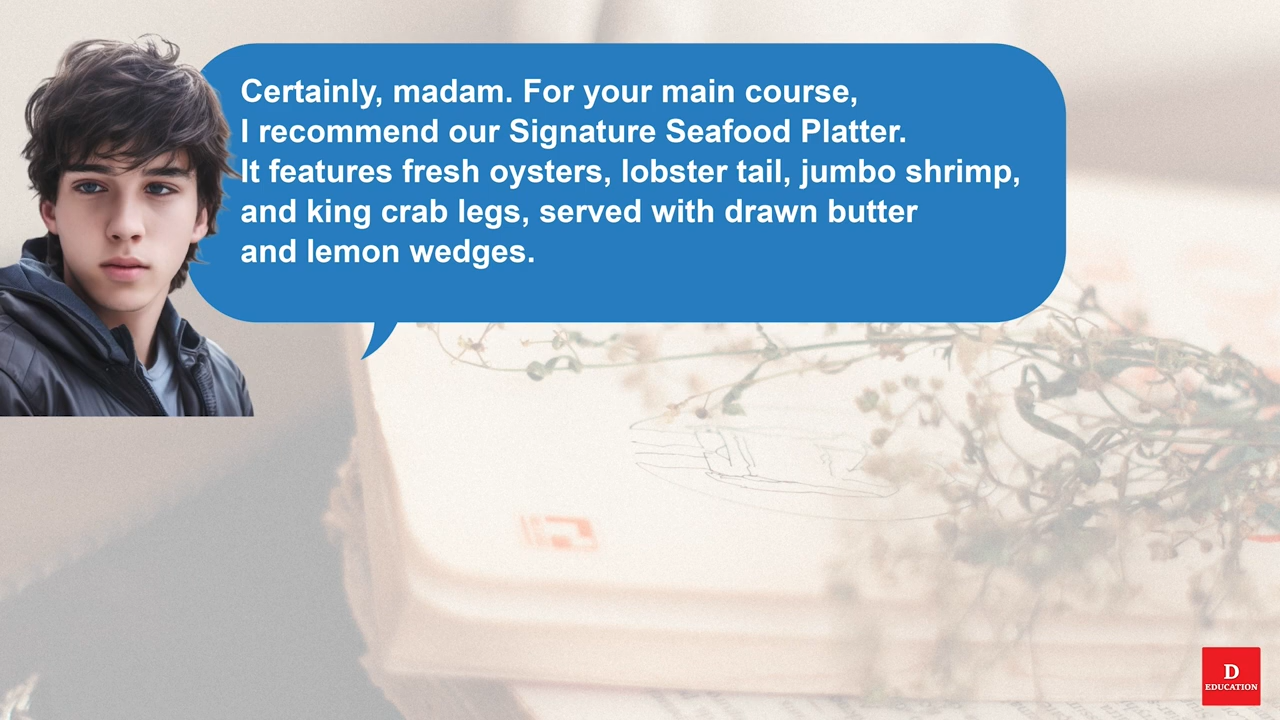 Certainly, madam. For your main course,
I recommend our Signature Seafood Platter.
It features fresh oysters, lobster tail, jumbo shrimp,
and king crab legs, served with drawn butter
and lemon wedges.
D
EDUCATION